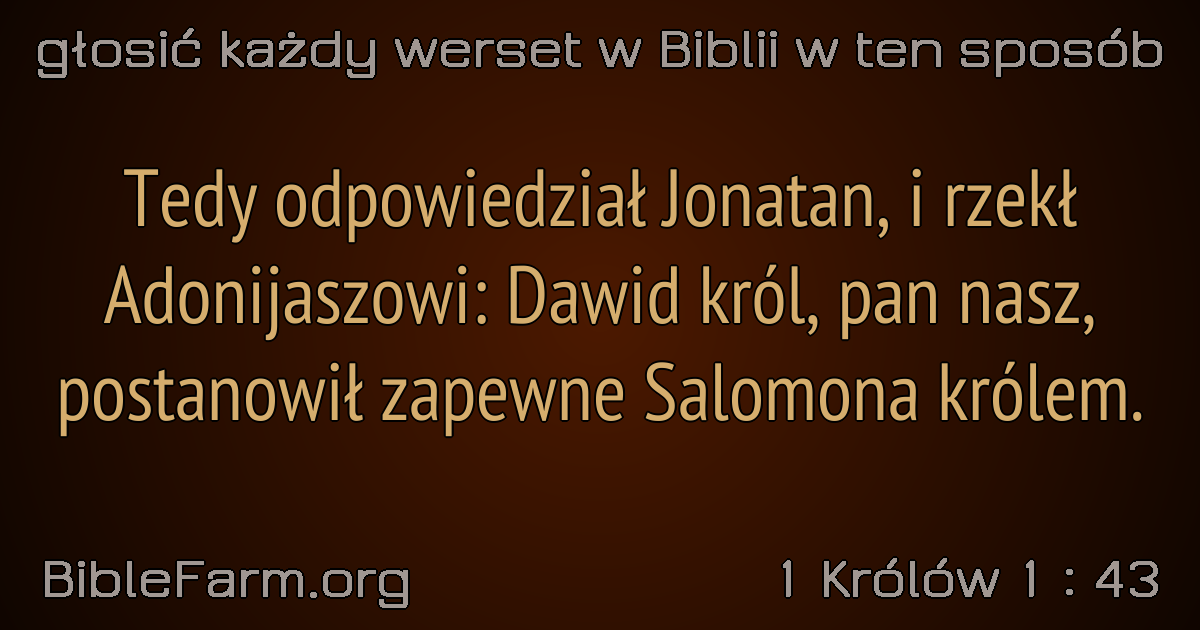 głosić każdy werset w Biblii w ten sposób
Tedy odpowiedział Jonatan, i rzekł
Adonijaszowi: Dawid król, pan nasz,
postanowił zapewne Salomona królem.
BibleFarm.org
1 Królów 1 : 43